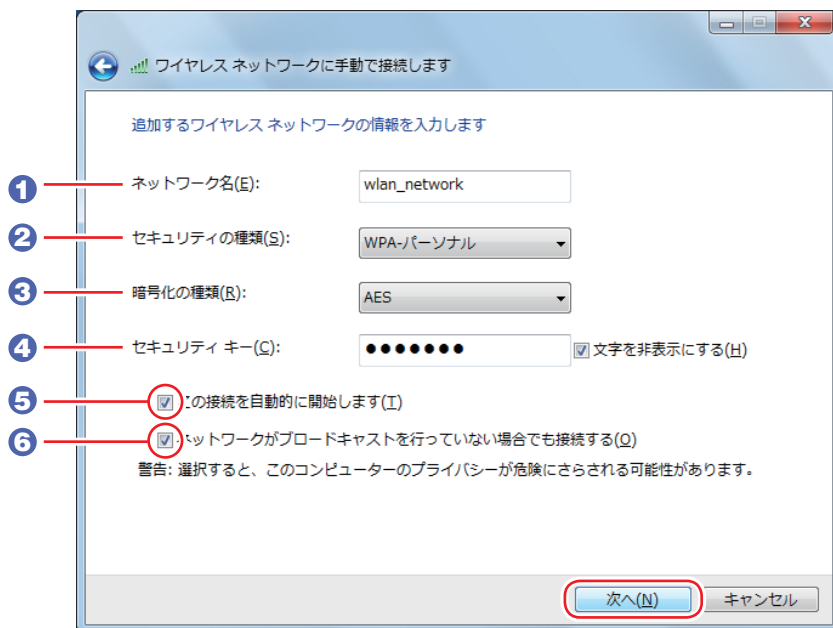 ワイヤレス ネットワークに手動で接続します
追加するワイヤレス ネットワークの情報を入力します
1 ネットワーク名(E): wlan_network
2 セキュリティの種類(S): WPA-パーソナル
3 暗号化の種類(R): AES
4 セキュリティ キー(C): ●●●●●●● 文字を非表示にする(H)
5 この接続を自動的に開始します(T)
6 ネットワークがブロードキャストを行っていない場合でも接続する(O)
警告: 選択すると、このコンピューターのプライバシーが危険にさらされる可能性があります。
次へ(N) キャンセル